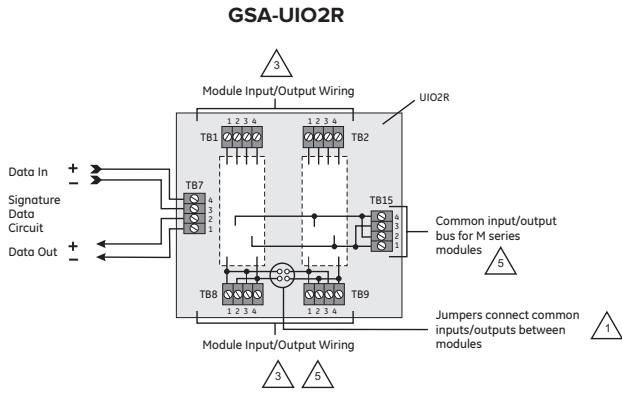 GSA-UIO2R
3
Module Input/Output Wiring
UIO2R
1 2 3 4
1 2 3 4
TB1
TB2
Data In
+
−
TB7
4
3
2
1
Signature
Data
Circuit
Data Out
+
−
TB15
4
3
2
1
Common input/output
bus for M series
modules
5
TB8
TB9
1 2 3 4
1 2 3 4
Module Input/Output Wiring
3
5
Jumpers connect common
inputs/outputs between
modules
1